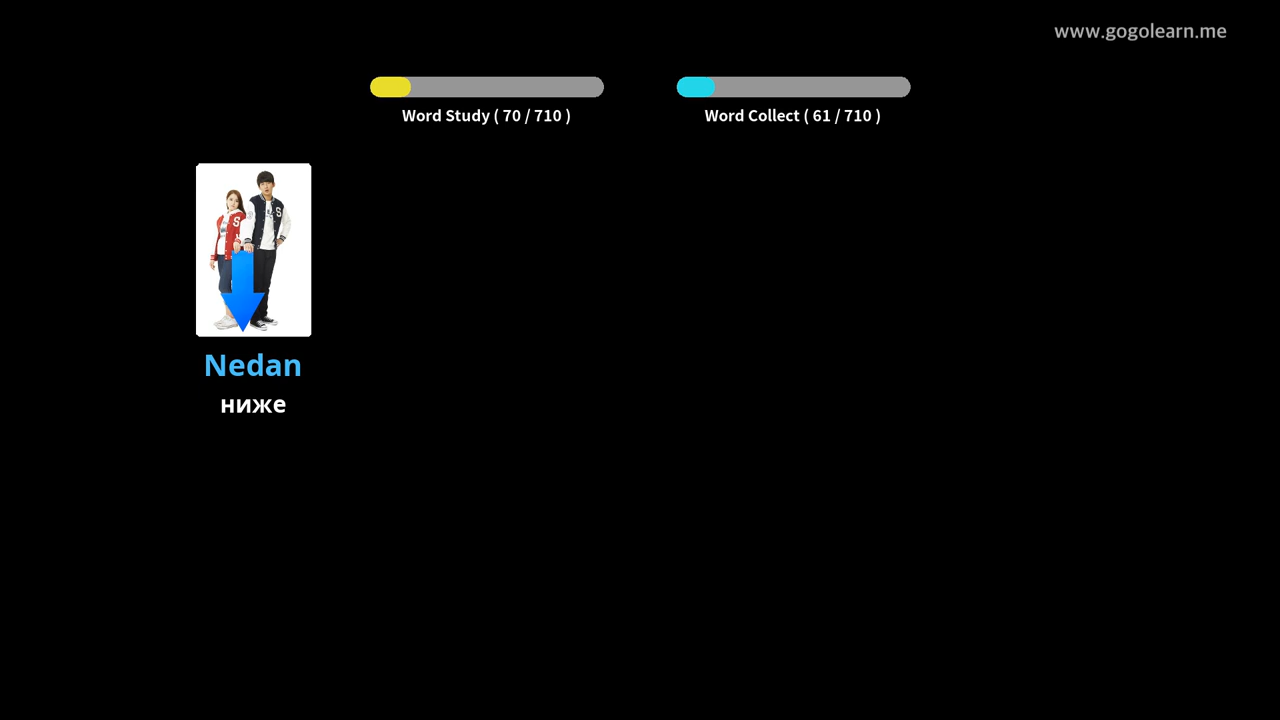 www.gogolearn.me
Word Study ( 70 / 710 )
Word Collect ( 61 / 710 )
S
S
Nedan
ниже